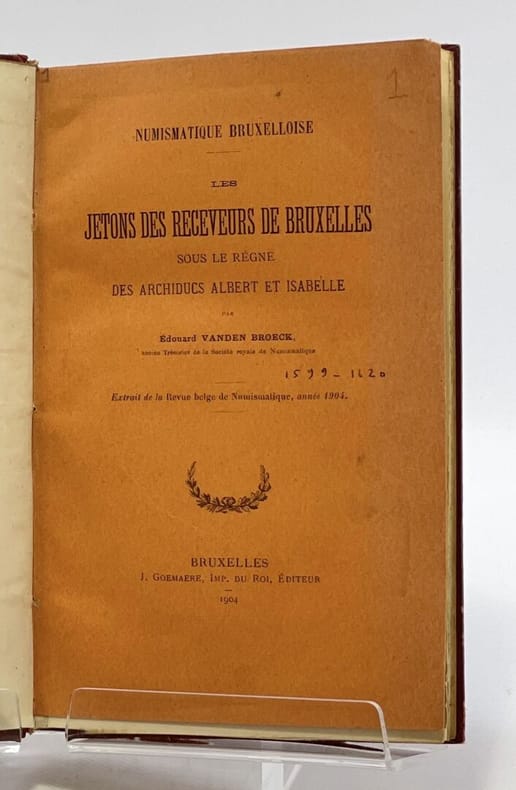 1
NUMISMATIQUE BRUXELLOISE
LES
JETONS DES RECEVEURS DE BRUXELLES
SOUS LE RÈGNE
DES ARCHIDUCS ALBERT ET ISABELLE
PAR
Édouard VANDEN BROECK,
ancien Trésorier de la Société royale de Numismatique
1599 - 1620
Extrait de la Revue belge de Numismatique, année 1904.
BRUXELLES
J. GOEMAERE, IMP. DU ROI, ÉDITEUR
1904